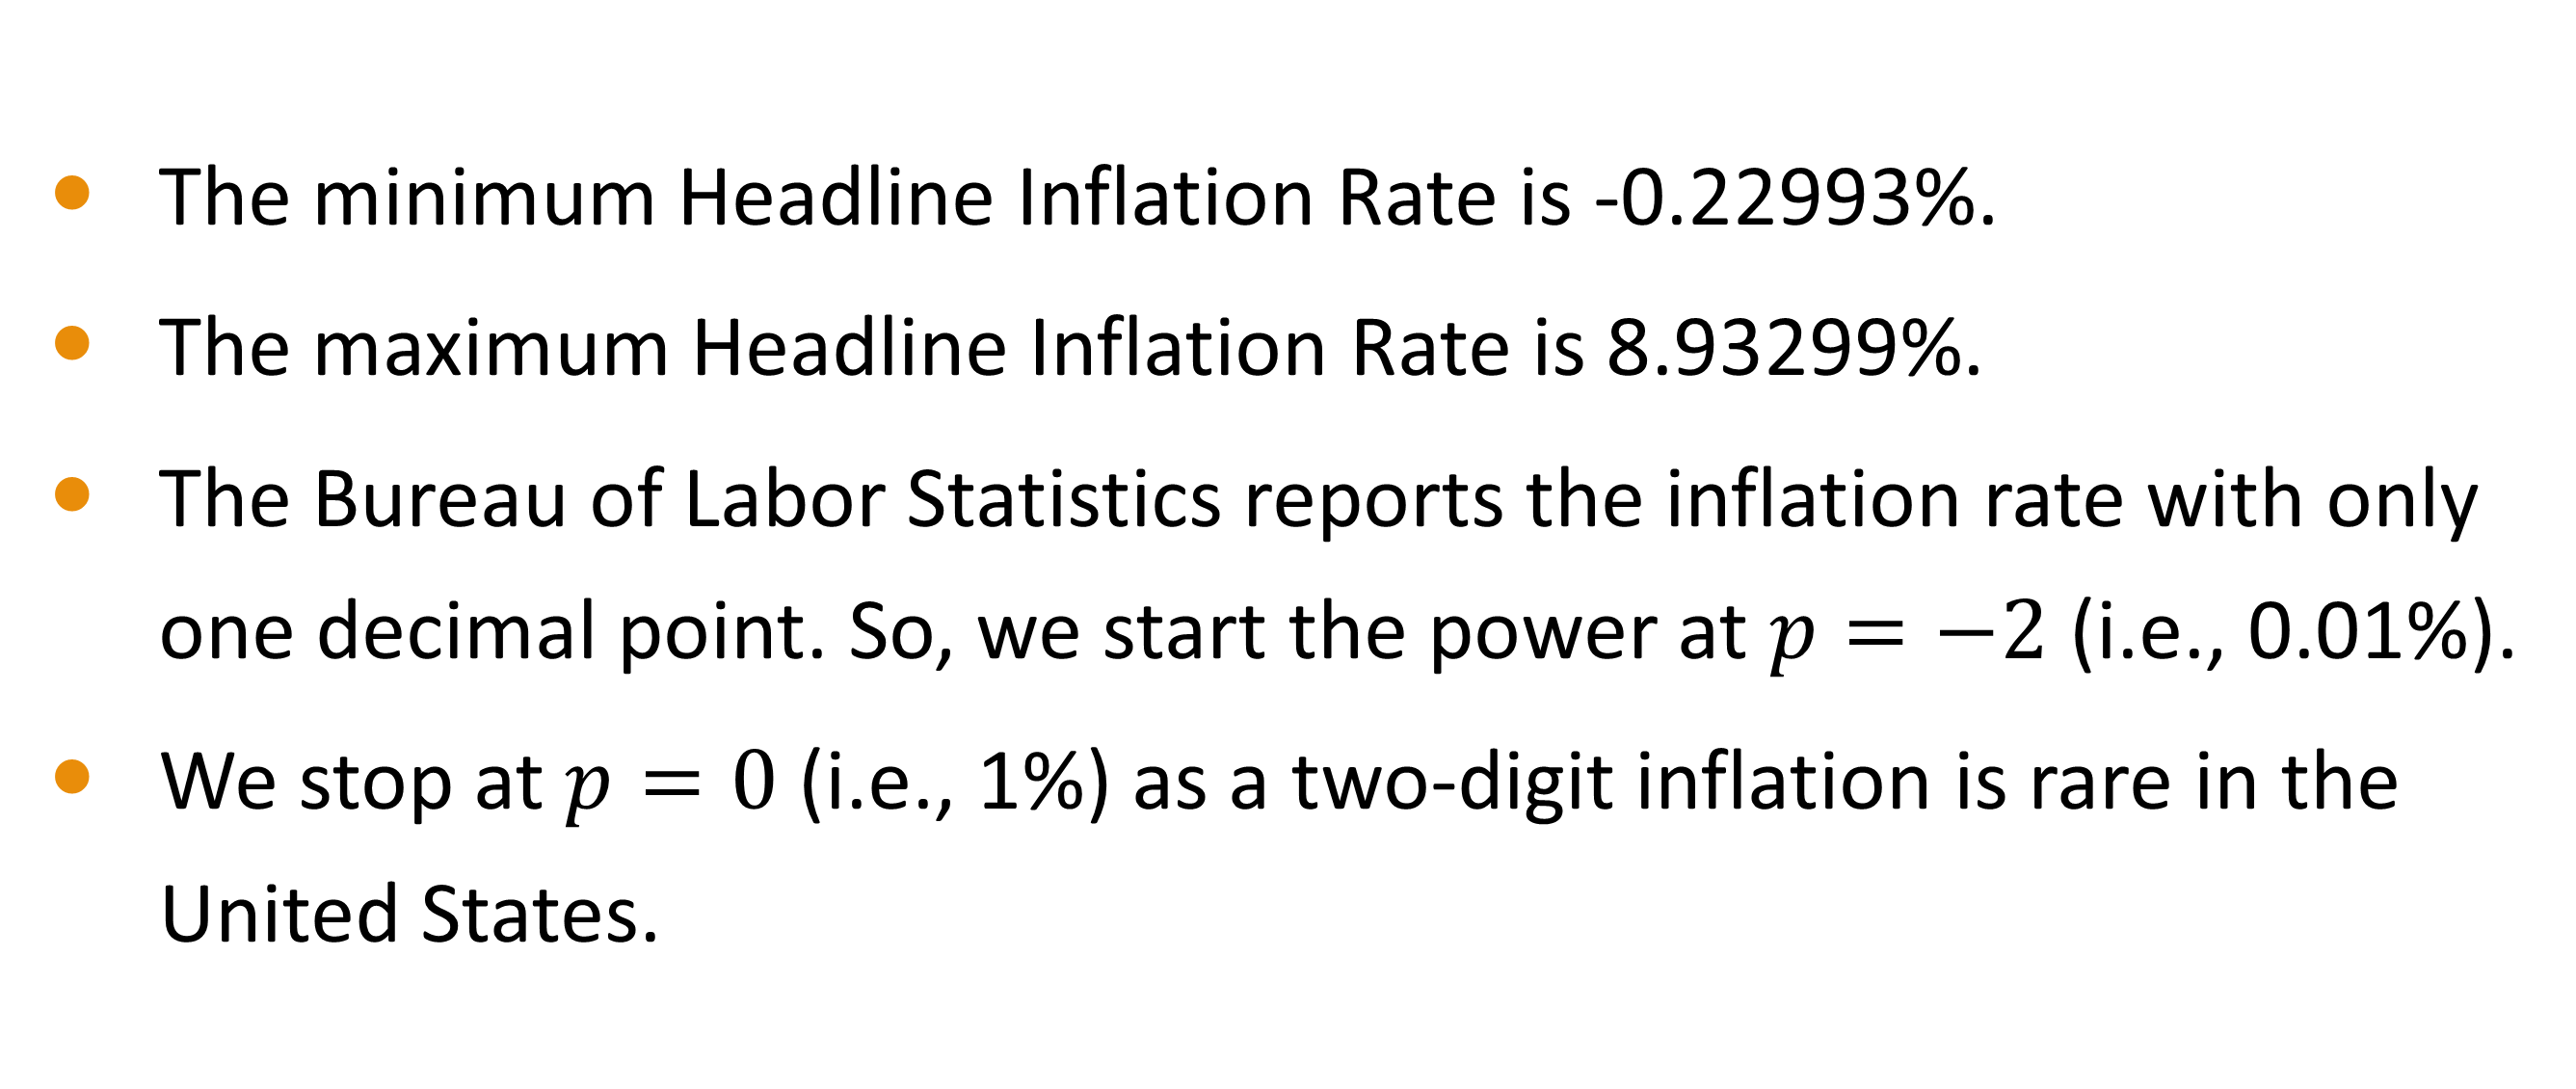 • The minimum Headline Inflation Rate is -0.22993%.
• The maximum Headline Inflation Rate is 8.93299%.
• The Bureau of Labor Statistics reports the inflation rate with only
one decimal point. So, we start the power at p = −2 (i.e., 0.01%).
• We stop at p = 0 (i.e., 1%) as a two-digit inflation is rare in the
United States.